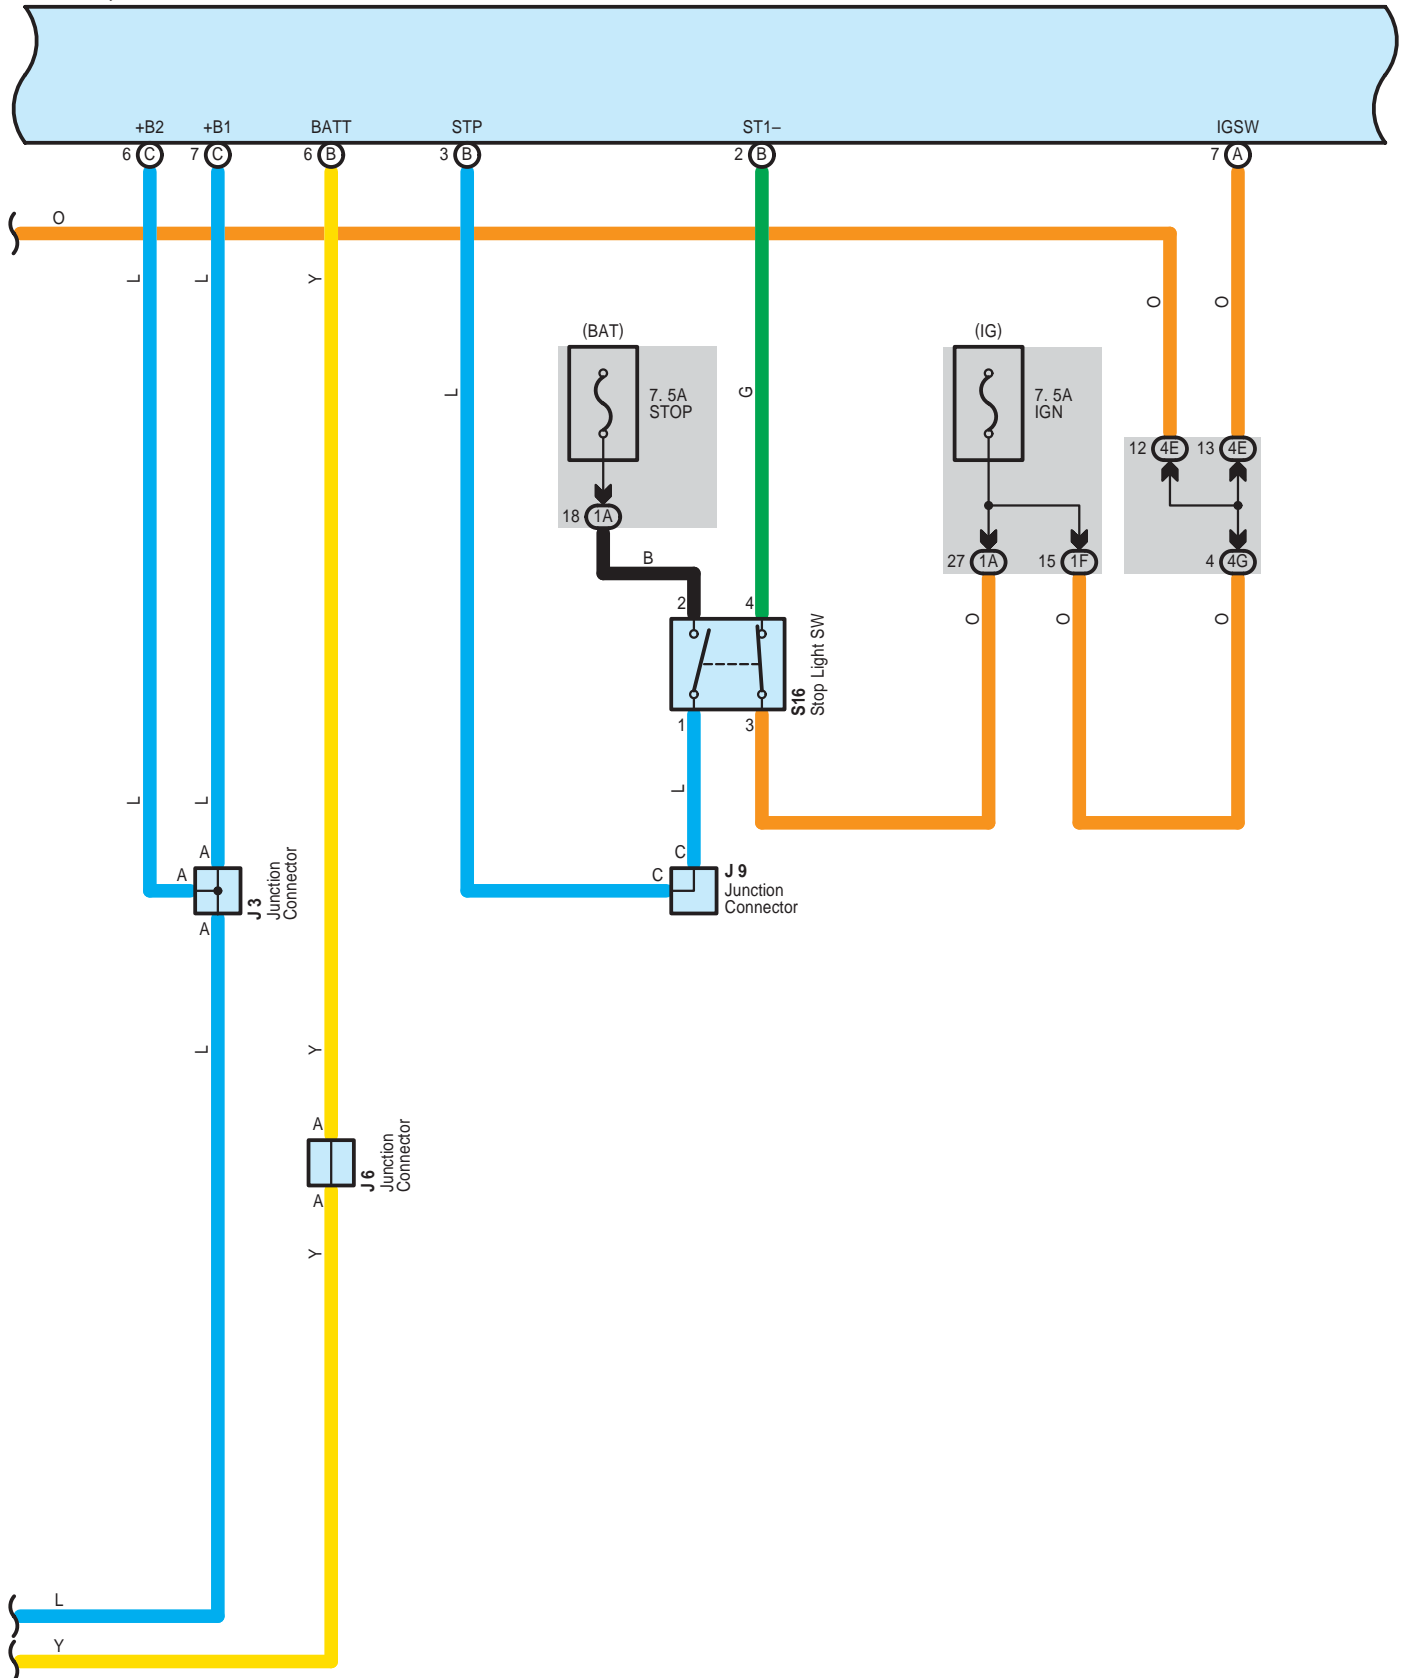 +B2 +B1 BATT STP ST1– IGSW
6 C 7 C 6 B 3 B 2 B 7 A
O
L L Y
O O
(BAT) (IG)
L G
7. 5A
STOP
7. 5A
IGN
12 4E 13 4E
18 1A
B
27 1A 15 1F 4 4G
2 4
O O O
S16
Stop Light SW
1 3
L
L L
A
A
A
J 3
Junction
Connector
C
C
J 9
Junction
Connector
L Y
A
A
J 6
Junction
Connector
Y
L
Y